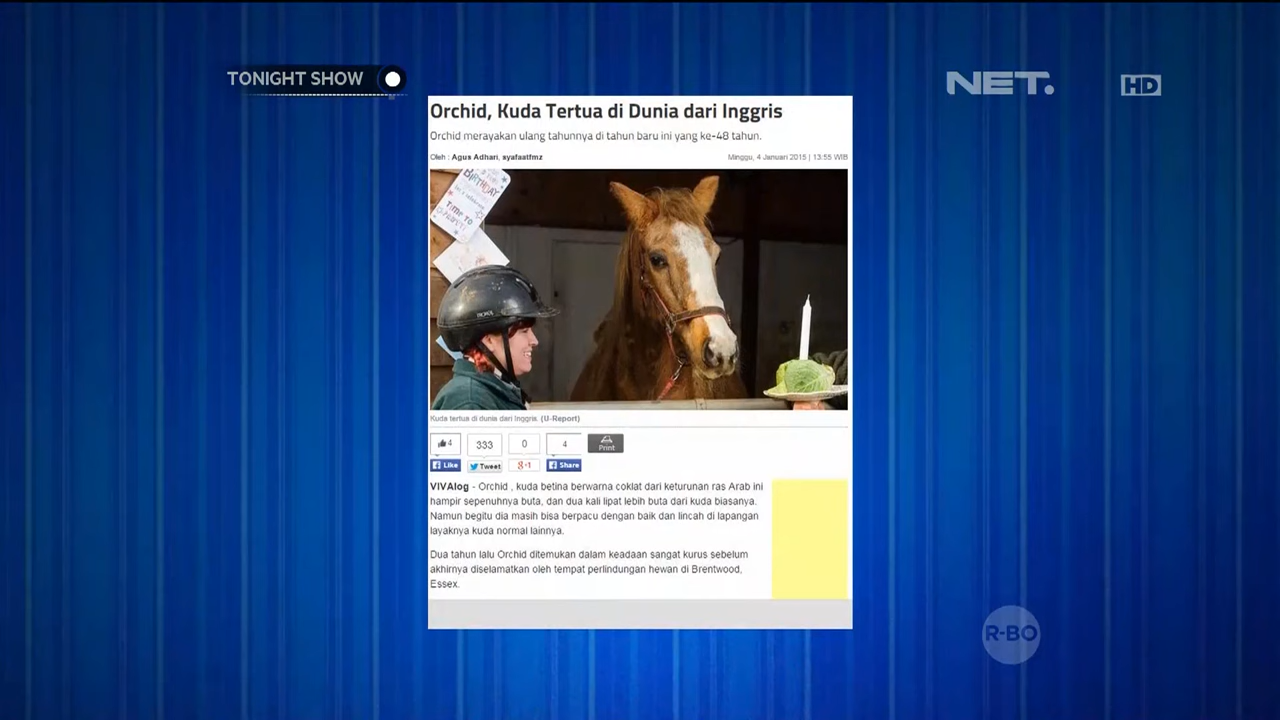 TONIGHT SHOW
NET.
HD
Orchid, Kuda Tertua di Dunia dari Inggris
Orchid merayakan ulang tahunnya di tahun baru ini yang ke-48 tahun.
Oleh : Agus Adhari, syafaatfmz
Minggu, 4 Januari 2015 | 13:55 WIB
BIRTHDAY
TIME TO
Kuda tertua di dunia dari Inggris. (U-Report)
4 333 0 4 Print
Like Tweet g+1 Share
VIVAlog - Orchid , kuda betina berwarna coklat dari keturunan ras Arab ini
hampir sepenuhnya buta, dan dua kali lipat lebih buta dari kuda biasanya.
Namun begitu dia masih bisa berpacu dengan baik dan lincah di lapangan
layaknya kuda normal lainnya.
Dua tahun lalu Orchid ditemukan dalam keadaan sangat kurus sebelum
akhirnya diselamatkan oleh tempat perlindungan hewan di Brentwood,
Essex.
R-BO